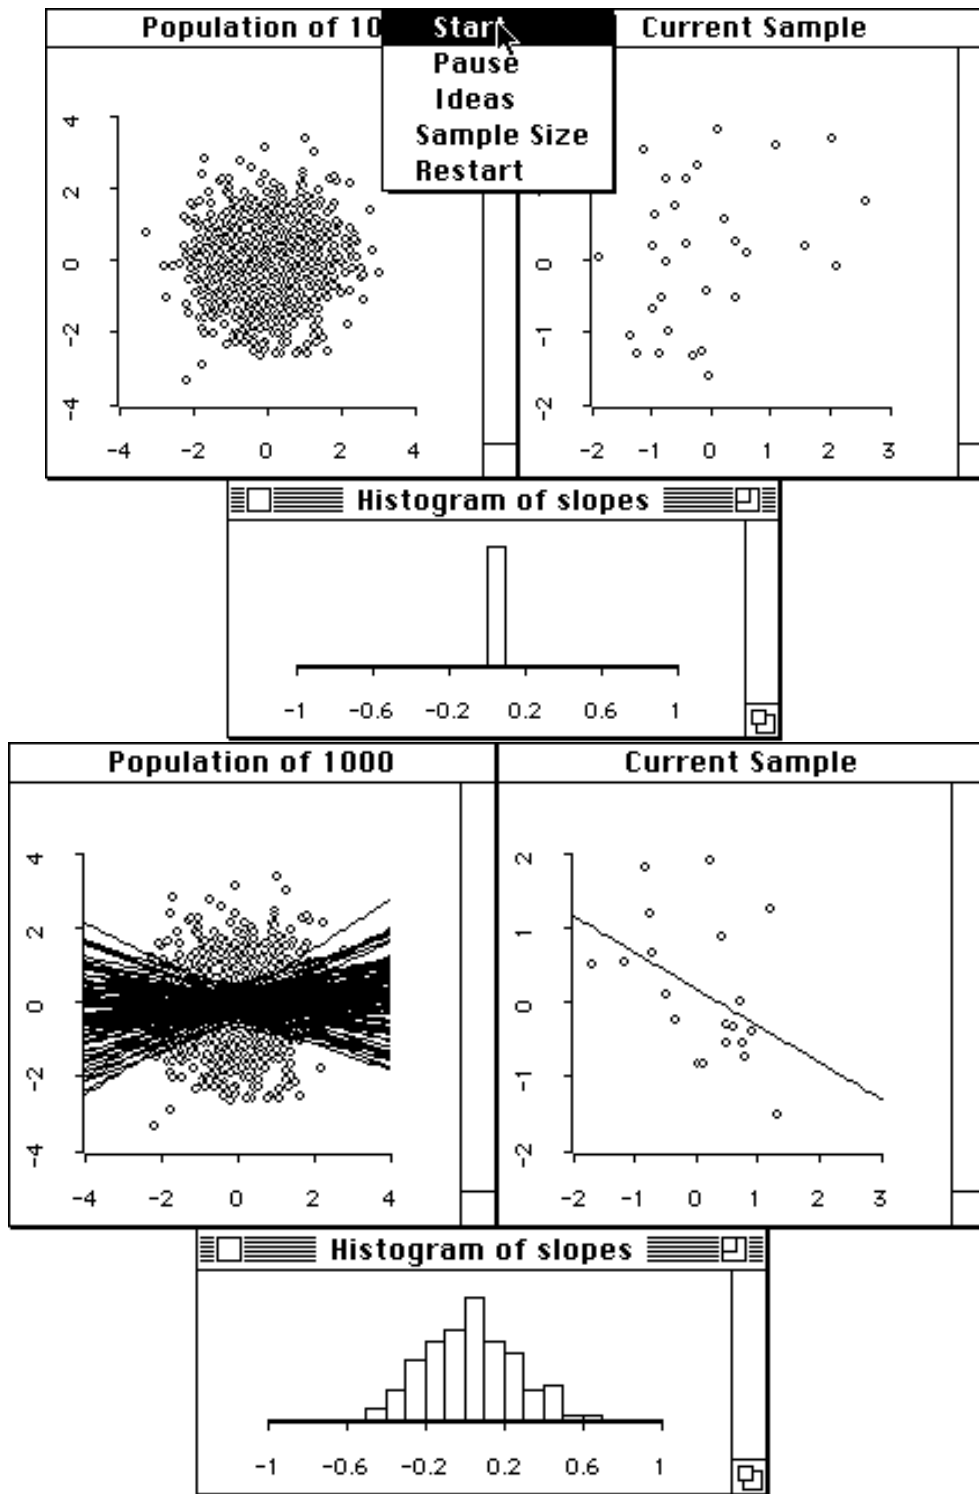 Population of 10
Start
Pause
Ideas
Sample Size
Restart
Current Sample
4
2
0
-2
-4
-4 -2 0 2 4
0
-1
-2
-2 -1 0 1 2 3
Histogram of slopes
-1 -0.6 -0.2 0.2 0.6 1
Population of 1000
Current Sample
4
2
0
-2
-4
-4 -2 0 2 4
2
1
0
-1
-2
-2 -1 0 1 2 3
Histogram of slopes
-1 -0.6 -0.2 0.2 0.6 1